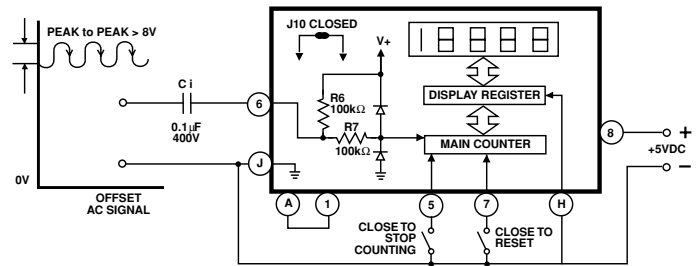 PEAK to PEAK > 8V
0V
OFFSET
AC SIGNAL
C i
0.1µF
400V
6
J
J10 CLOSED
V+
R6
100kΩ
R7
100kΩ
DISPLAY REGISTER
MAIN COUNTER
8
+
+5VDC
−
A
1
5
7
H
CLOSE TO
STOP
COUNTING
CLOSE TO
RESET